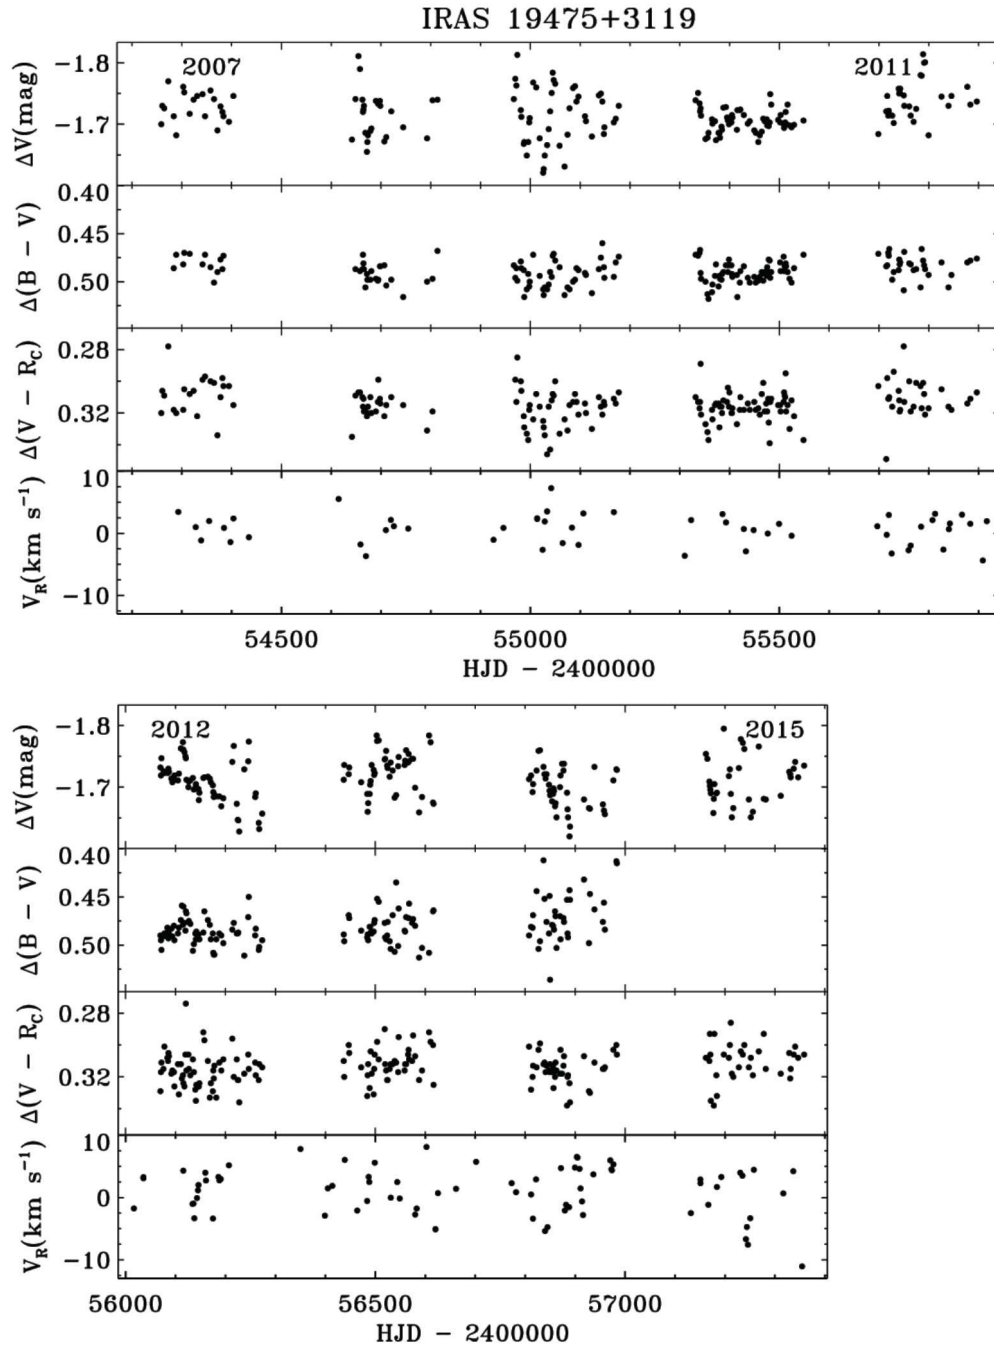 IRAS 19475+3119
2007
2011
ΔV(mag)
−1.8
−1.7
Δ(B − V)
0.40
0.45
0.50
Δ(V − R_C)
0.28
0.32
V_R(km s⁻¹)
10
0
−10
54500
55000
55500
HJD − 2400000
2012
2015
ΔV(mag)
−1.8
−1.7
Δ(B − V)
0.40
0.45
0.50
Δ(V − R_C)
0.28
0.32
V_R(km s⁻¹)
10
0
−10
56000
56500
57000
HJD − 2400000